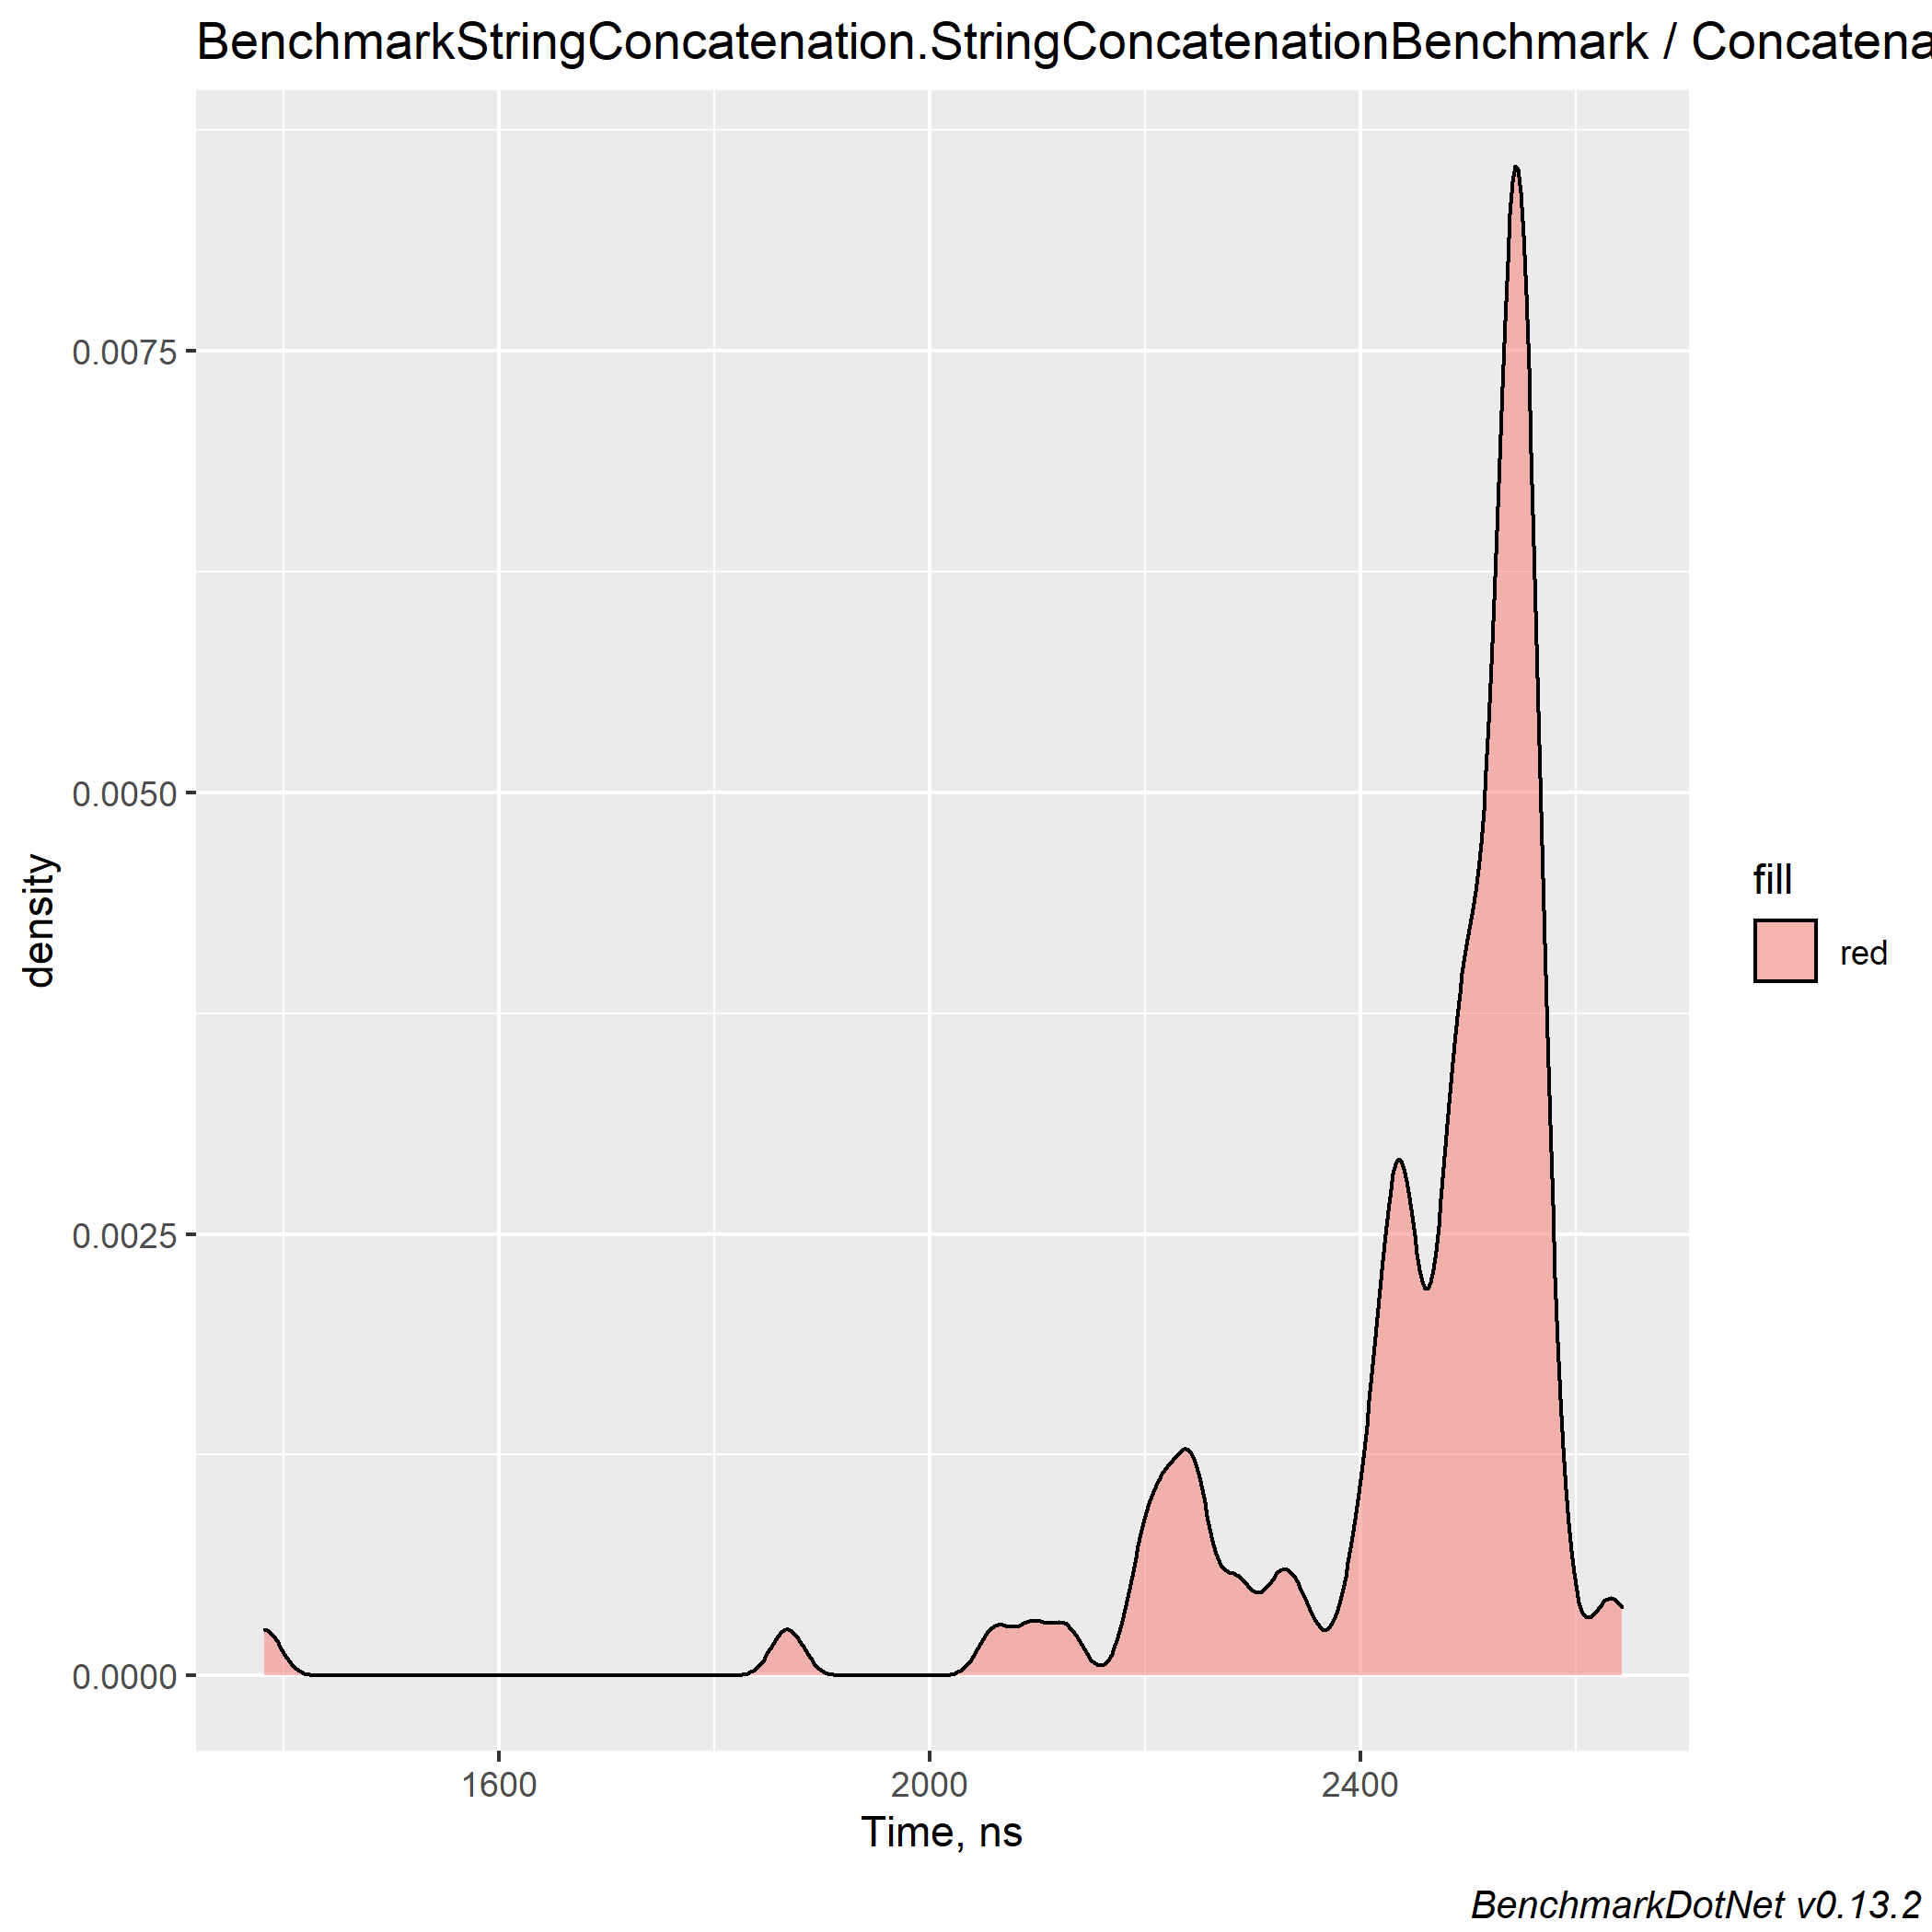 BenchmarkStringConcatenation.StringConcatenationBenchmark / Concatena
0.0075
0.0050
0.0025
0.0000
density
1600 2000 2400
Time, ns
fill
red
BenchmarkDotNet v0.13.2